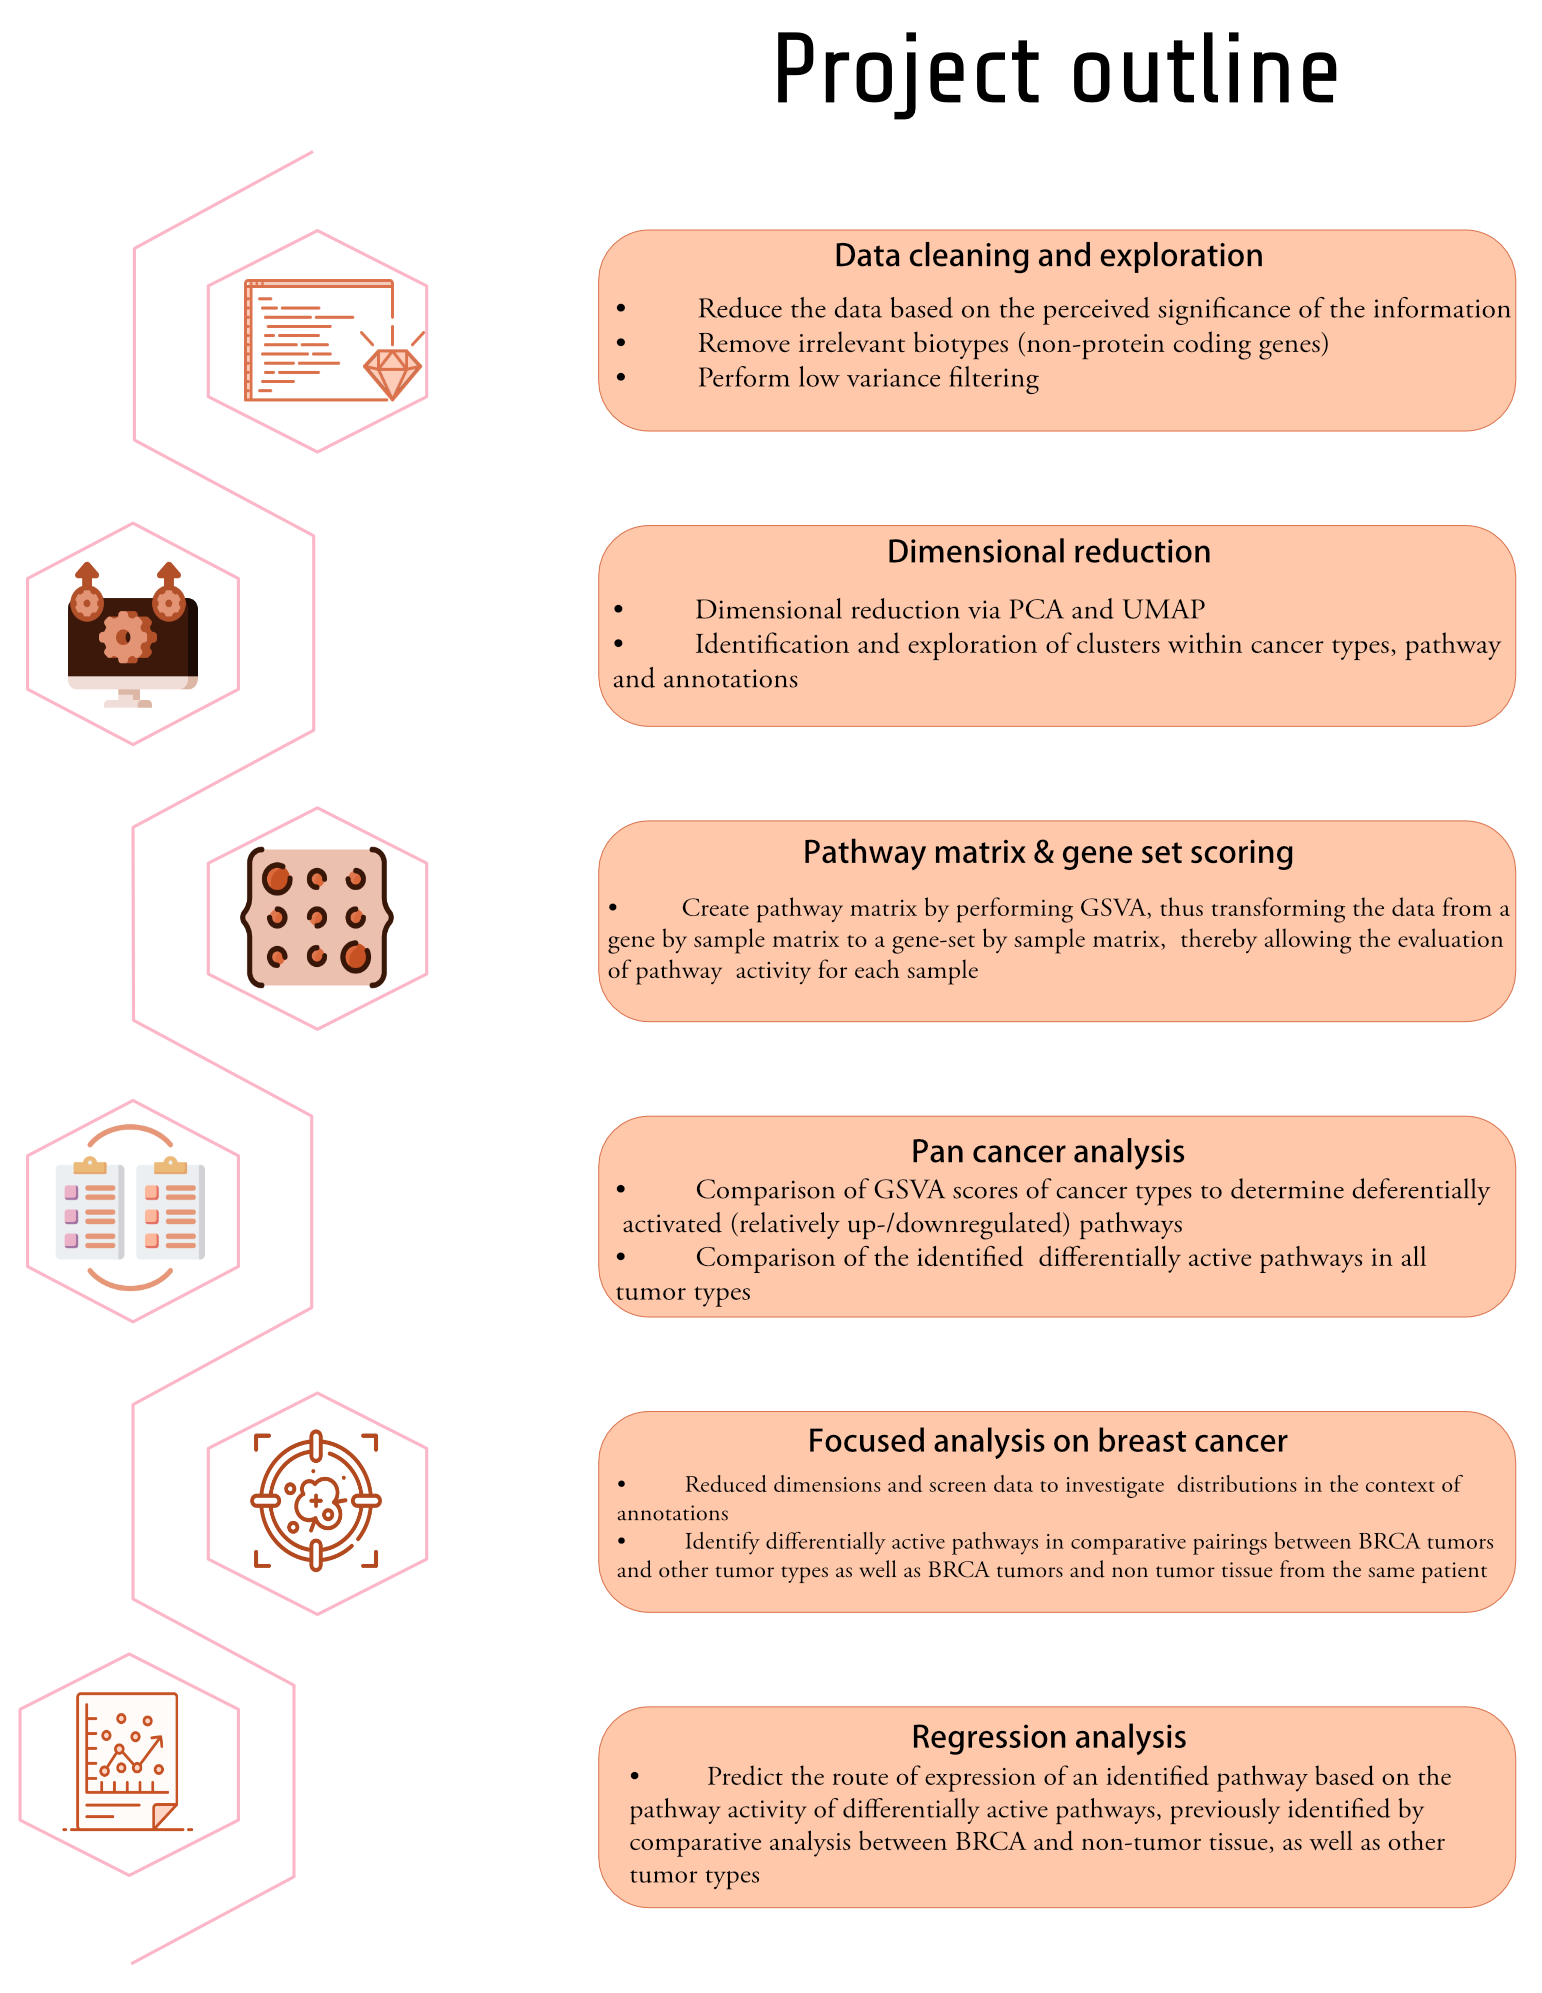 Project outline
Data cleaning and exploration
• Reduce the data based on the perceived significance of the information
• Remove irrelevant biotypes (non-protein coding genes)
• Perform low variance filtering
Dimensional reduction
• Dimensional reduction via PCA and UMAP
• Identification and exploration of clusters within cancer types, pathway
and annotations
Pathway matrix & gene set scoring
• Create pathway matrix by performing GSVA, thus transforming the data from a
gene by sample matrix to a gene-set by sample matrix, thereby allowing the evaluation
of pathway activity for each sample
Pan cancer analysis
• Comparison of GSVA scores of cancer types to determine deferentially
activated (relatively up-/downregulated) pathways
• Comparison of the identified differentially active pathways in all
tumor types
Focused analysis on breast cancer
• Reduced dimensions and screen data to investigate distributions in the context of
annotations
• Identify differentially active pathways in comparative pairings between BRCA tumors
and other tumor types as well as BRCA tumors and non tumor tissue from the same patient
Regression analysis
• Predict the route of expression of an identified pathway based on the
pathway activity of differentially active pathways, previously identified by
comparative analysis between BRCA and non-tumor tissue, as well as other
tumor types